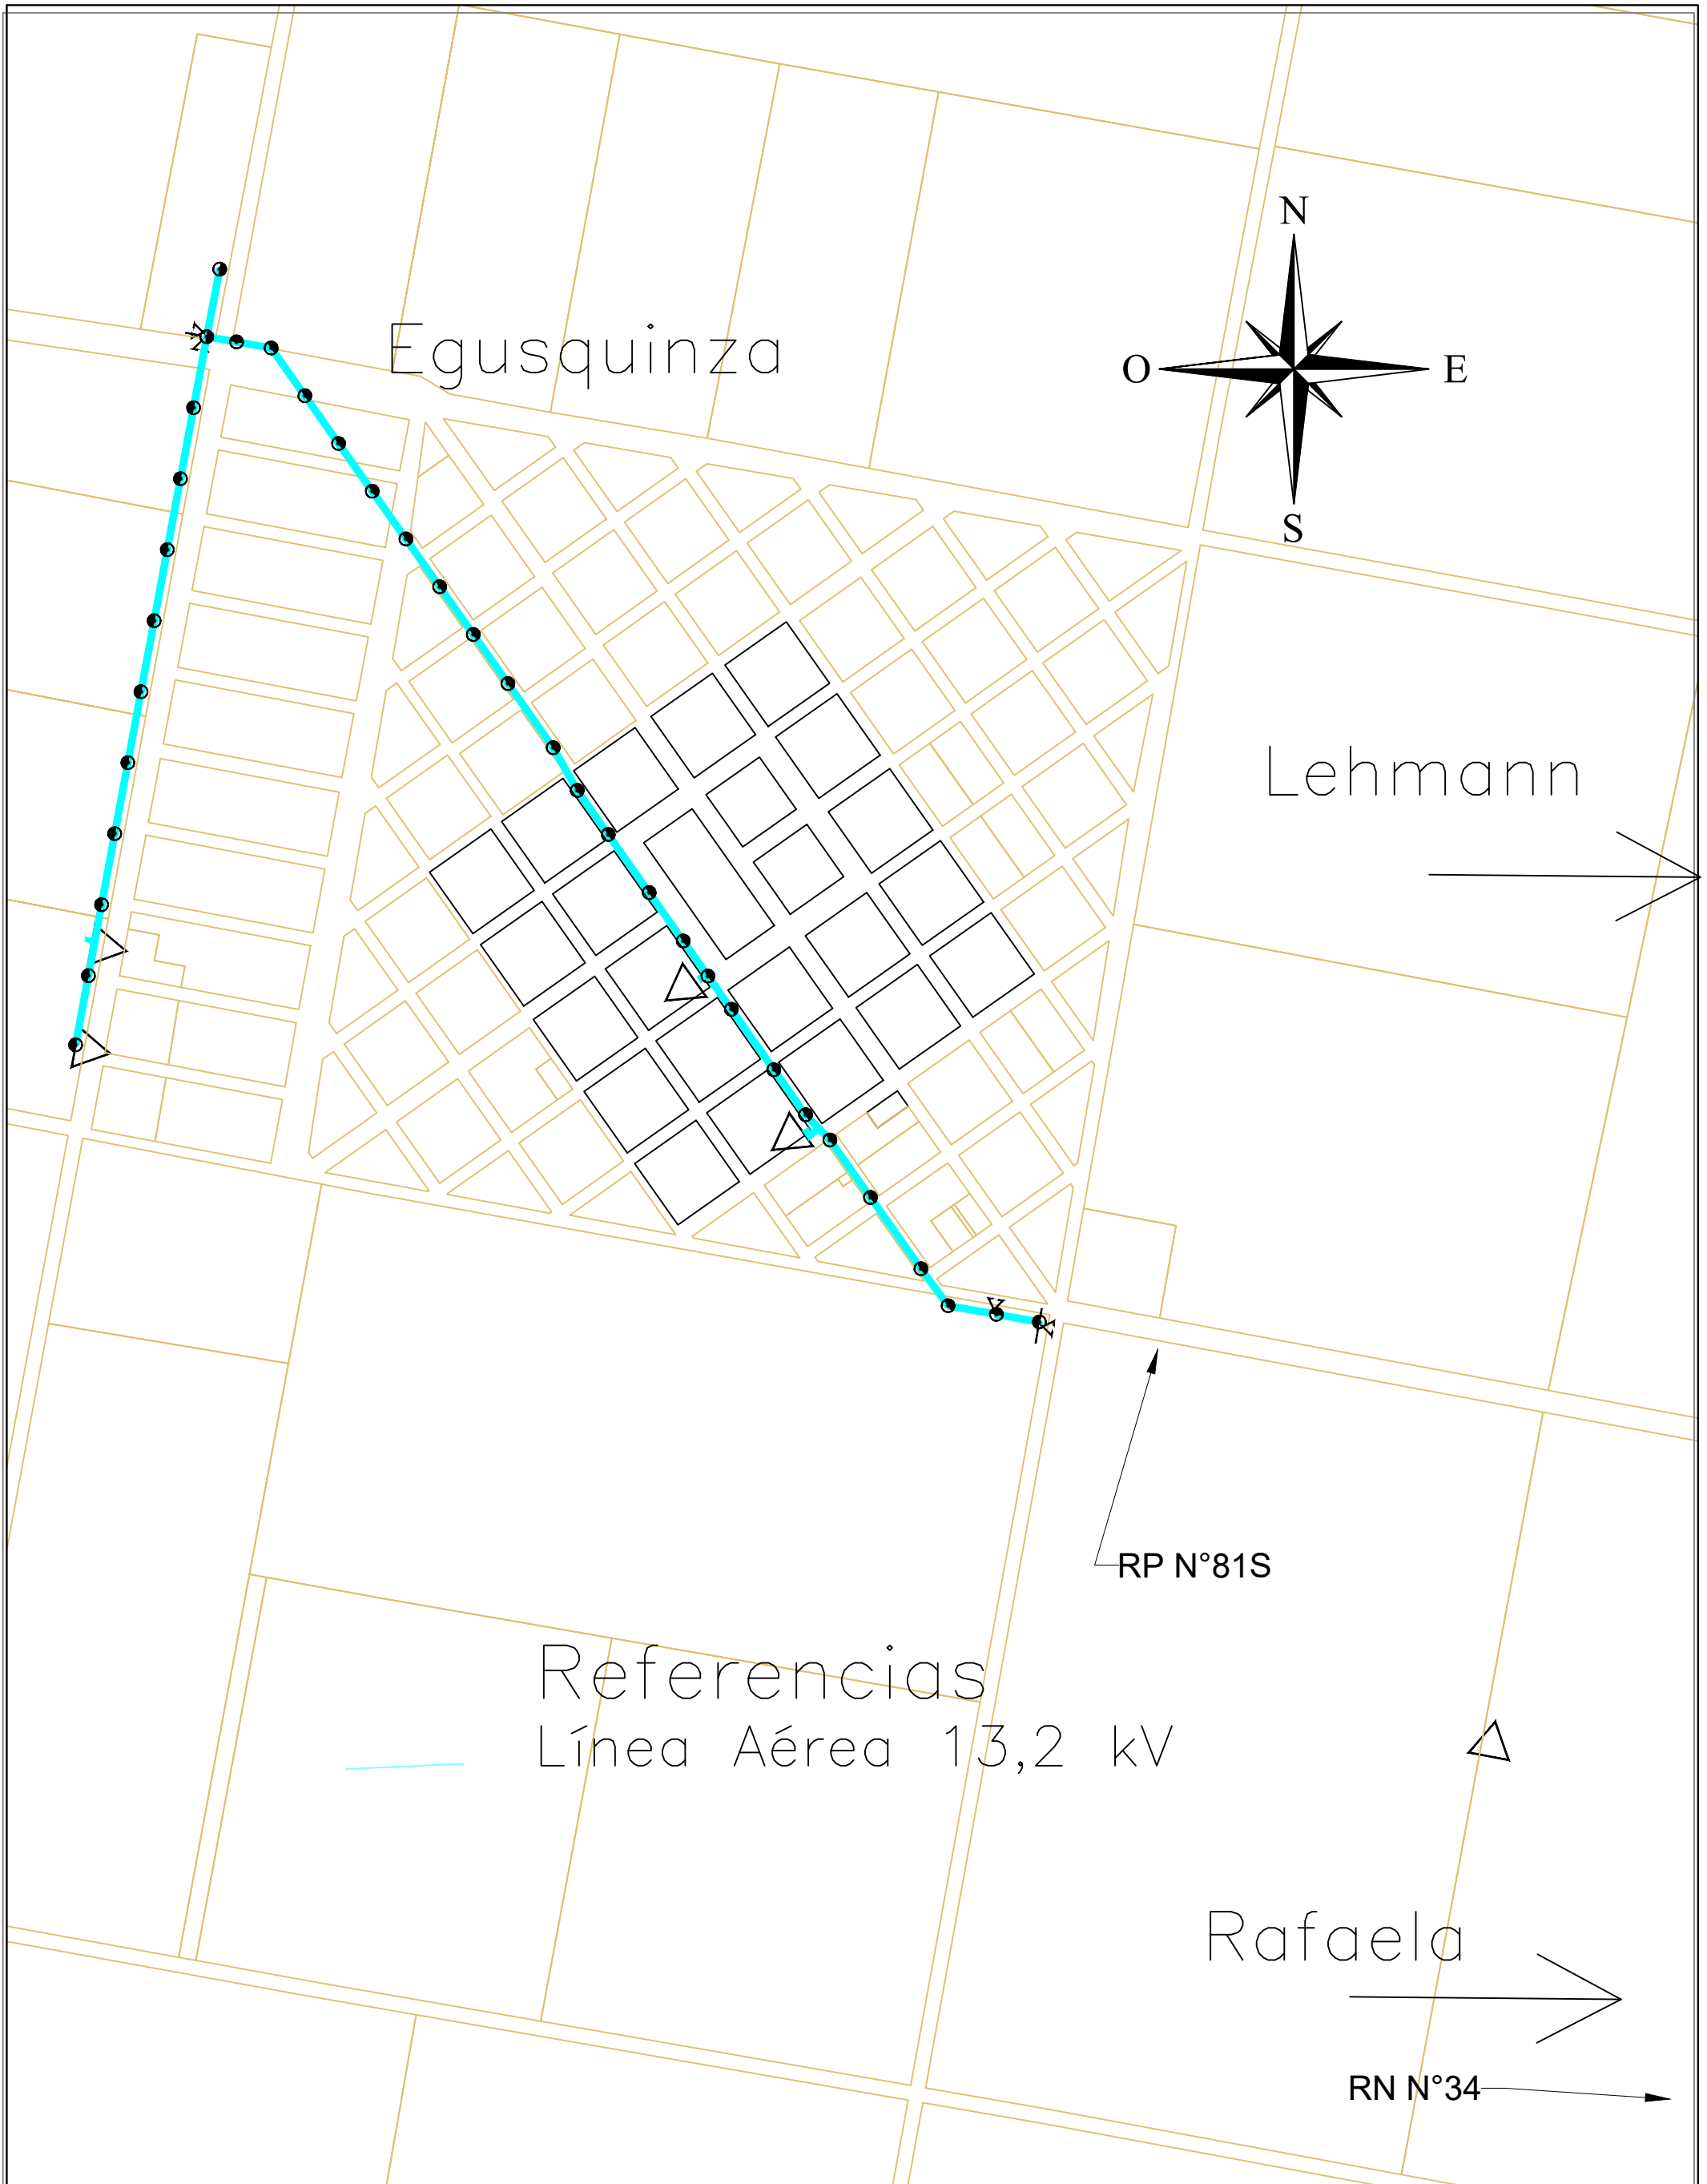 N
Egusquinza
O
E
S
Lehmann
RP N°81S
Referencias
Línea Aérea 13,2 kV
Rafaela
RN N°34